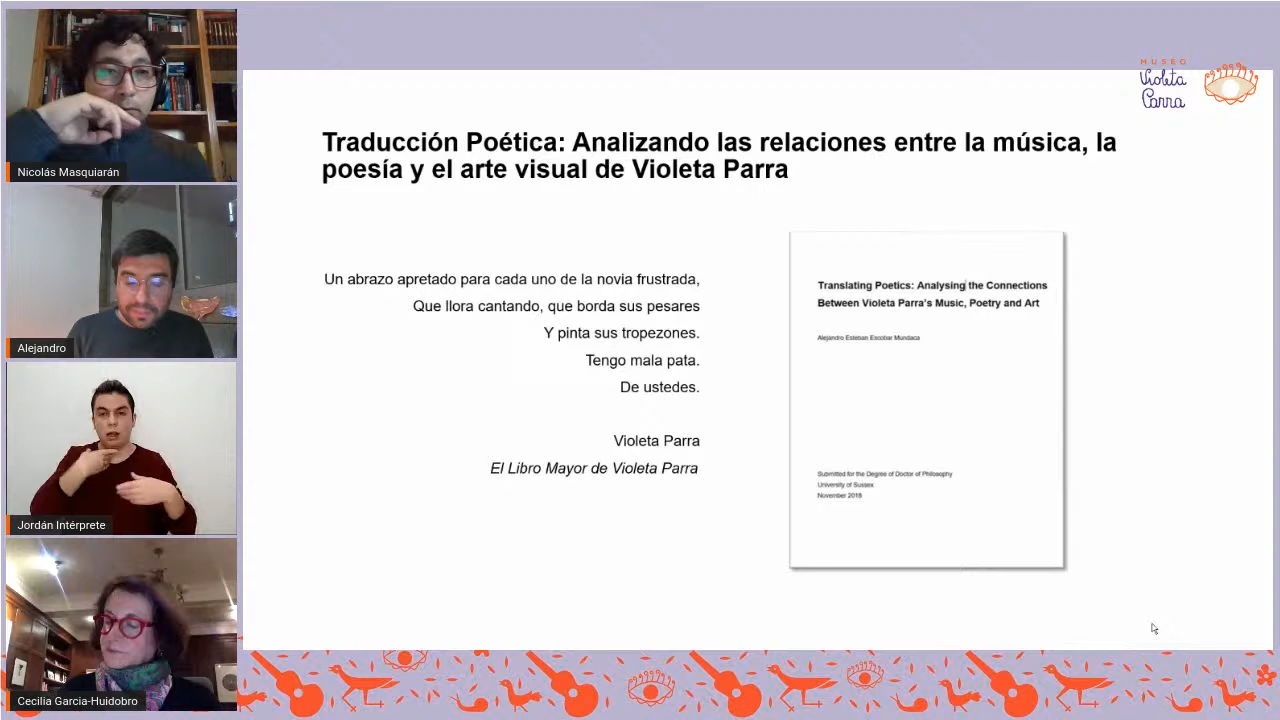 MUSEO
Violeta
Parra
Traducción Poética: Analizando las relaciones entre la música, la
poesía y el arte visual de Violeta Parra
Un abrazo apretado para cada uno de la novia frustrada,
Que llora cantando, que borda sus pesares
Y pinta sus tropezones.
Tengo mala pata.
De ustedes.
Violeta Parra
El Libro Mayor de Violeta Parra
Translating Poetics: Analysing the Connections
Between Violeta Parra's Music, Poetry and Art
Alejandro Esteban Escobar Mundaca
Submitted for the Degree of Doctor of Philosophy
University of Sussex
November 2018
Nicolás Masquiarán
Alejandro
Jordán Intérprete
Cecilia Garcia-Huidobro